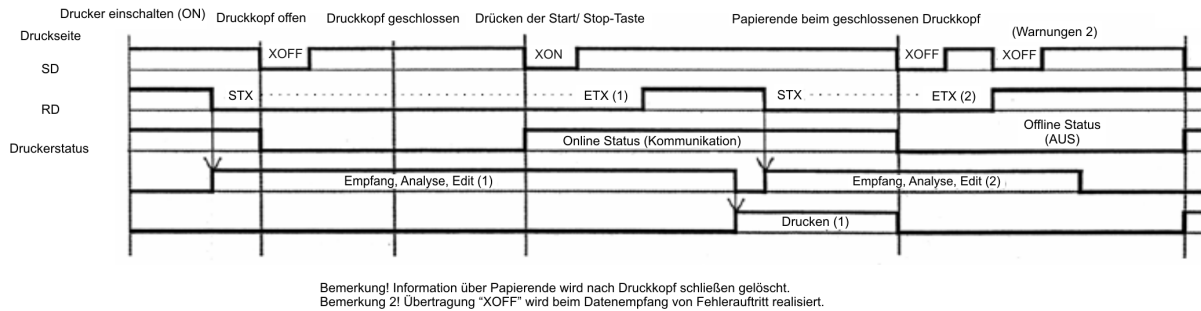 Drucker einschalten (ON)
Druckkopf offen
Druckkopf geschlossen
Drücken der Start/ Stop-Taste
Papierende beim geschlossenen Druckkopf
(Warnungen 2)
Druckseite
SD
XOFF
XON
XOFF
XOFF
RD
STX
ETX (1)
STX
ETX (2)
Druckerstatus
Online Status (Kommunikation)
Offline Status
(AUS)
Empfang, Analyse, Edit (1)
Empfang, Analyse, Edit (2)
Drucken (1)
Bemerkung! Information über Papierende wird nach Druckkopf schließen gelöscht.
Bemerkung 2! Übertragung “XOFF” wird beim Datenempfang von Fehlerauftritt realisiert.